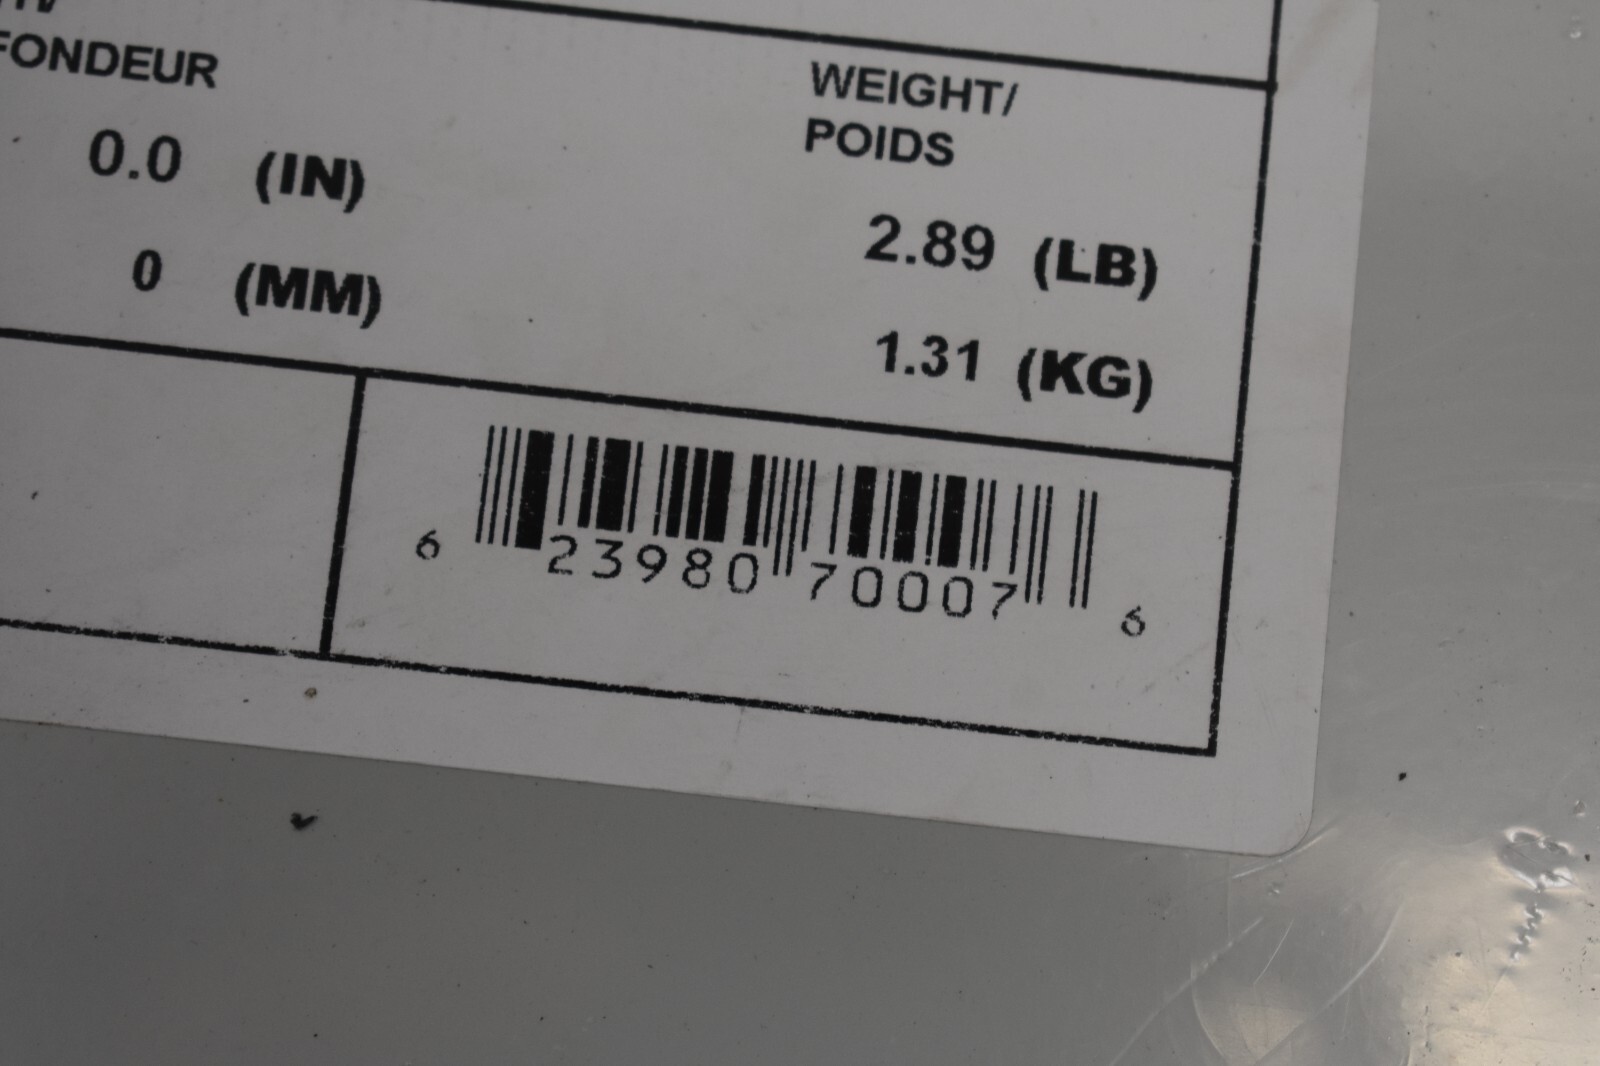 FONDEUR
0.0 (IN)
0 (MM)
WEIGHT/
POIDS
2.89 (LB)
1.31 (KG)
6 23980 70007 6